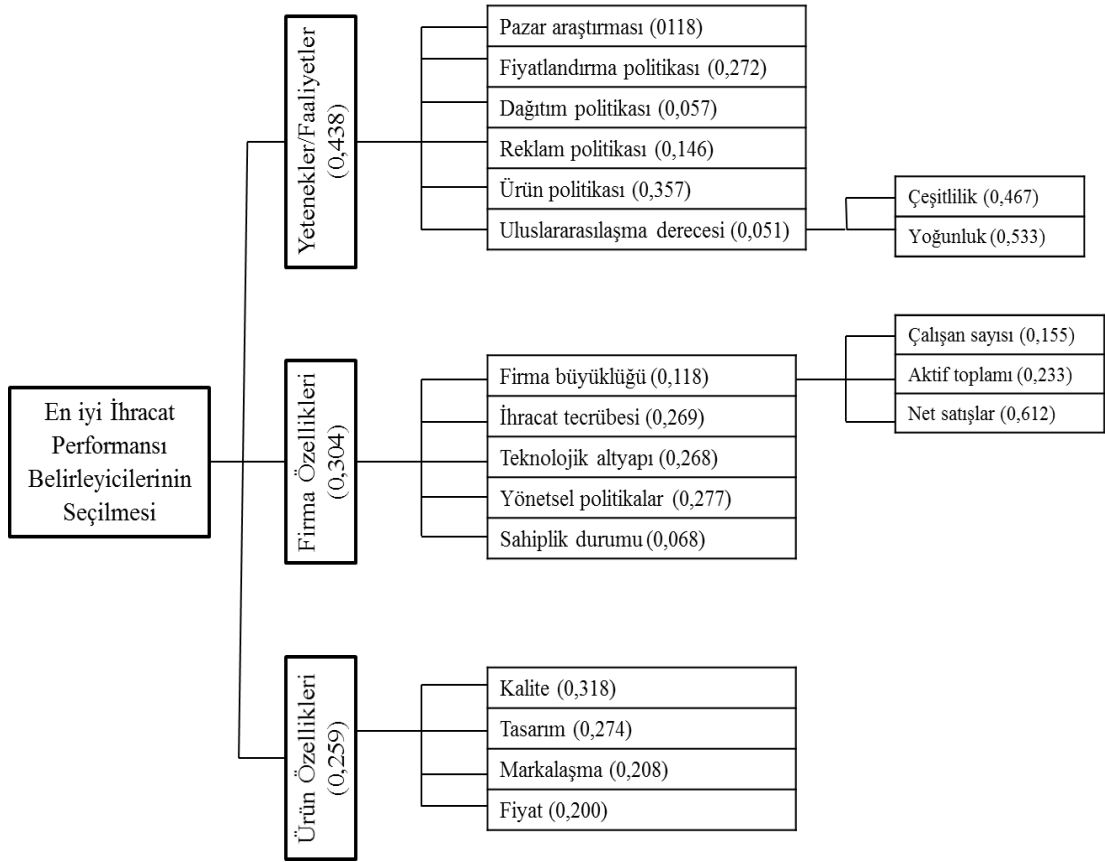 En iyi İhracat
Performansı
Belirleyicilerinin
Seçilmesi
Yetenekler/Faaliyetler
(0,438)
Pazar araştırması (0118)
Fiyatlandırma politikası (0,272)
Dağıtım politikası (0,057)
Reklam politikası (0,146)
Ürün politikası (0,357)
Uluslararasılaşma derecesi (0,051)
Çeşitlilik (0,467)
Yoğunluk (0,533)
Firma Özellikleri
(0,304)
Firma büyüklüğü (0,118)
İhracat tecrübesi (0,269)
Teknolojik altyapı (0,268)
Yönetsel politikalar (0,277)
Sahiplik durumu (0,068)
Çalışan sayısı (0,155)
Aktif toplamı (0,233)
Net satışlar (0,612)
Ürün Özellikleri
(0,259)
Kalite (0,318)
Tasarım (0,274)
Markalaşma (0,208)
Fiyat (0,200)